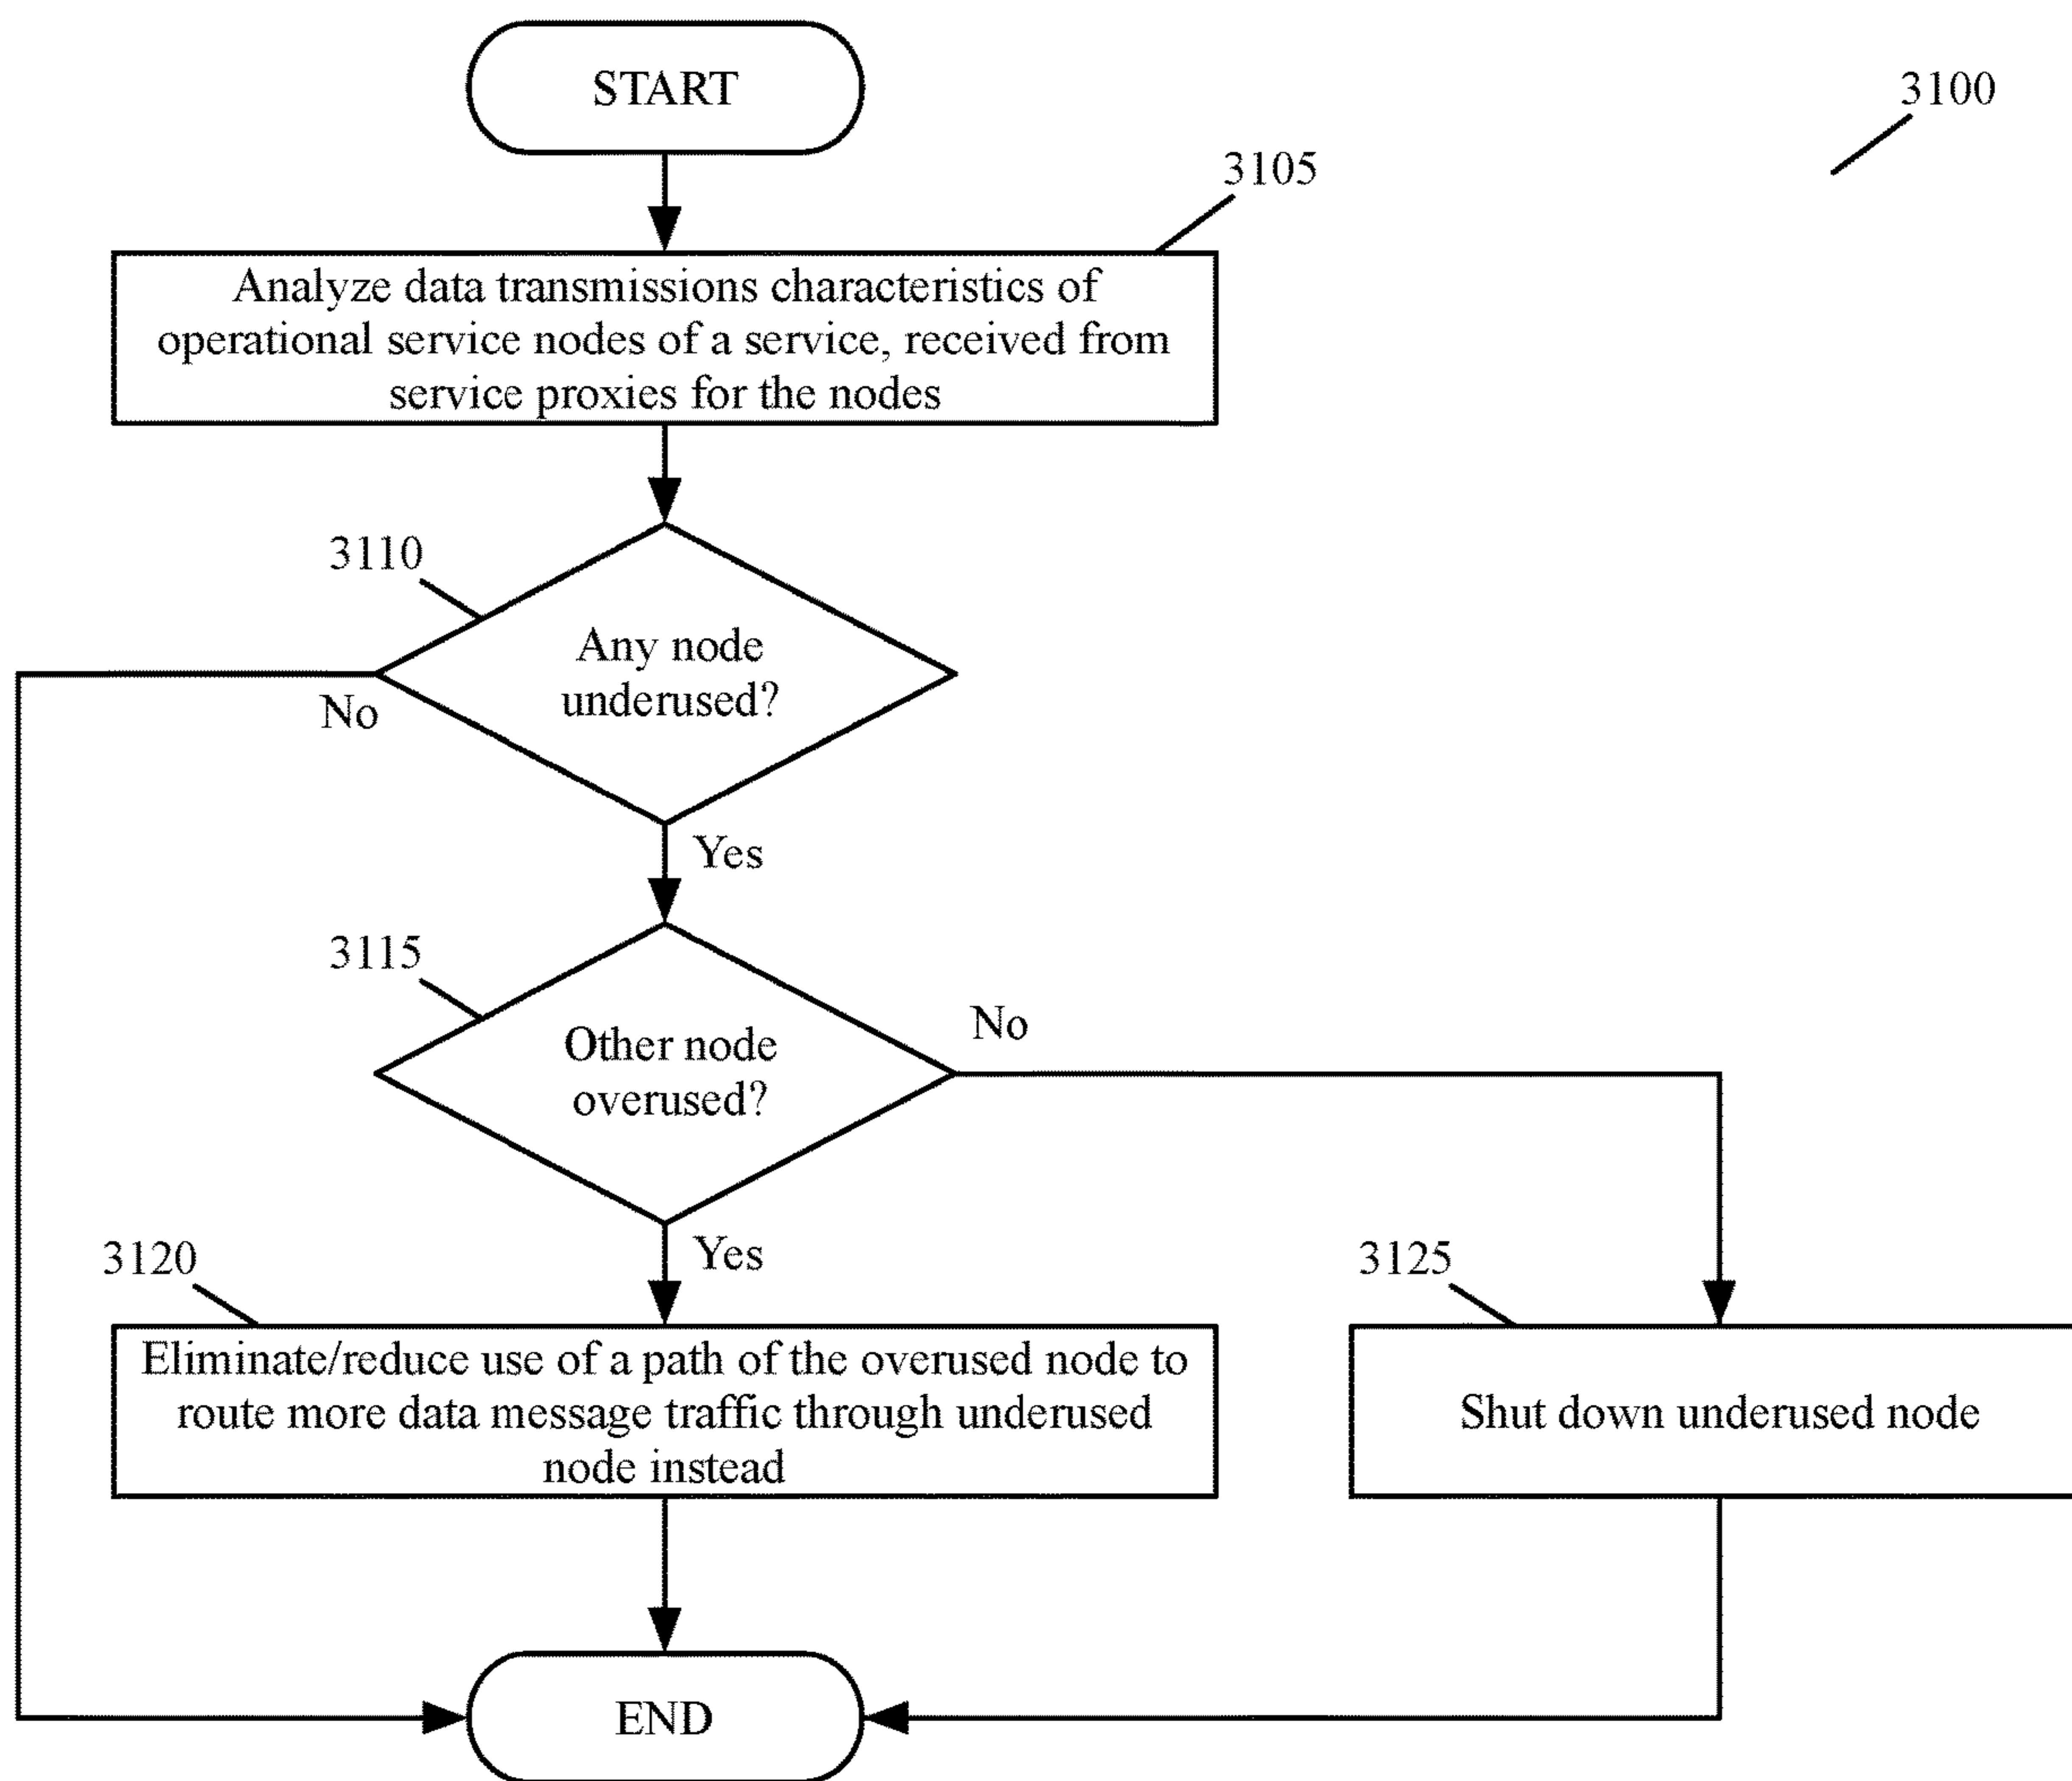 START
3100
3105
Analyze data transmissions characteristics of
operational service nodes of a service, received from
service proxies for the nodes
3110
Any node
underused?
No
Yes
3115
Other node
overused?
No
Yes
3120
Eliminate/reduce use of a path of the overused node to
route more data message traffic through underused
node instead
3125
Shut down underused node
END